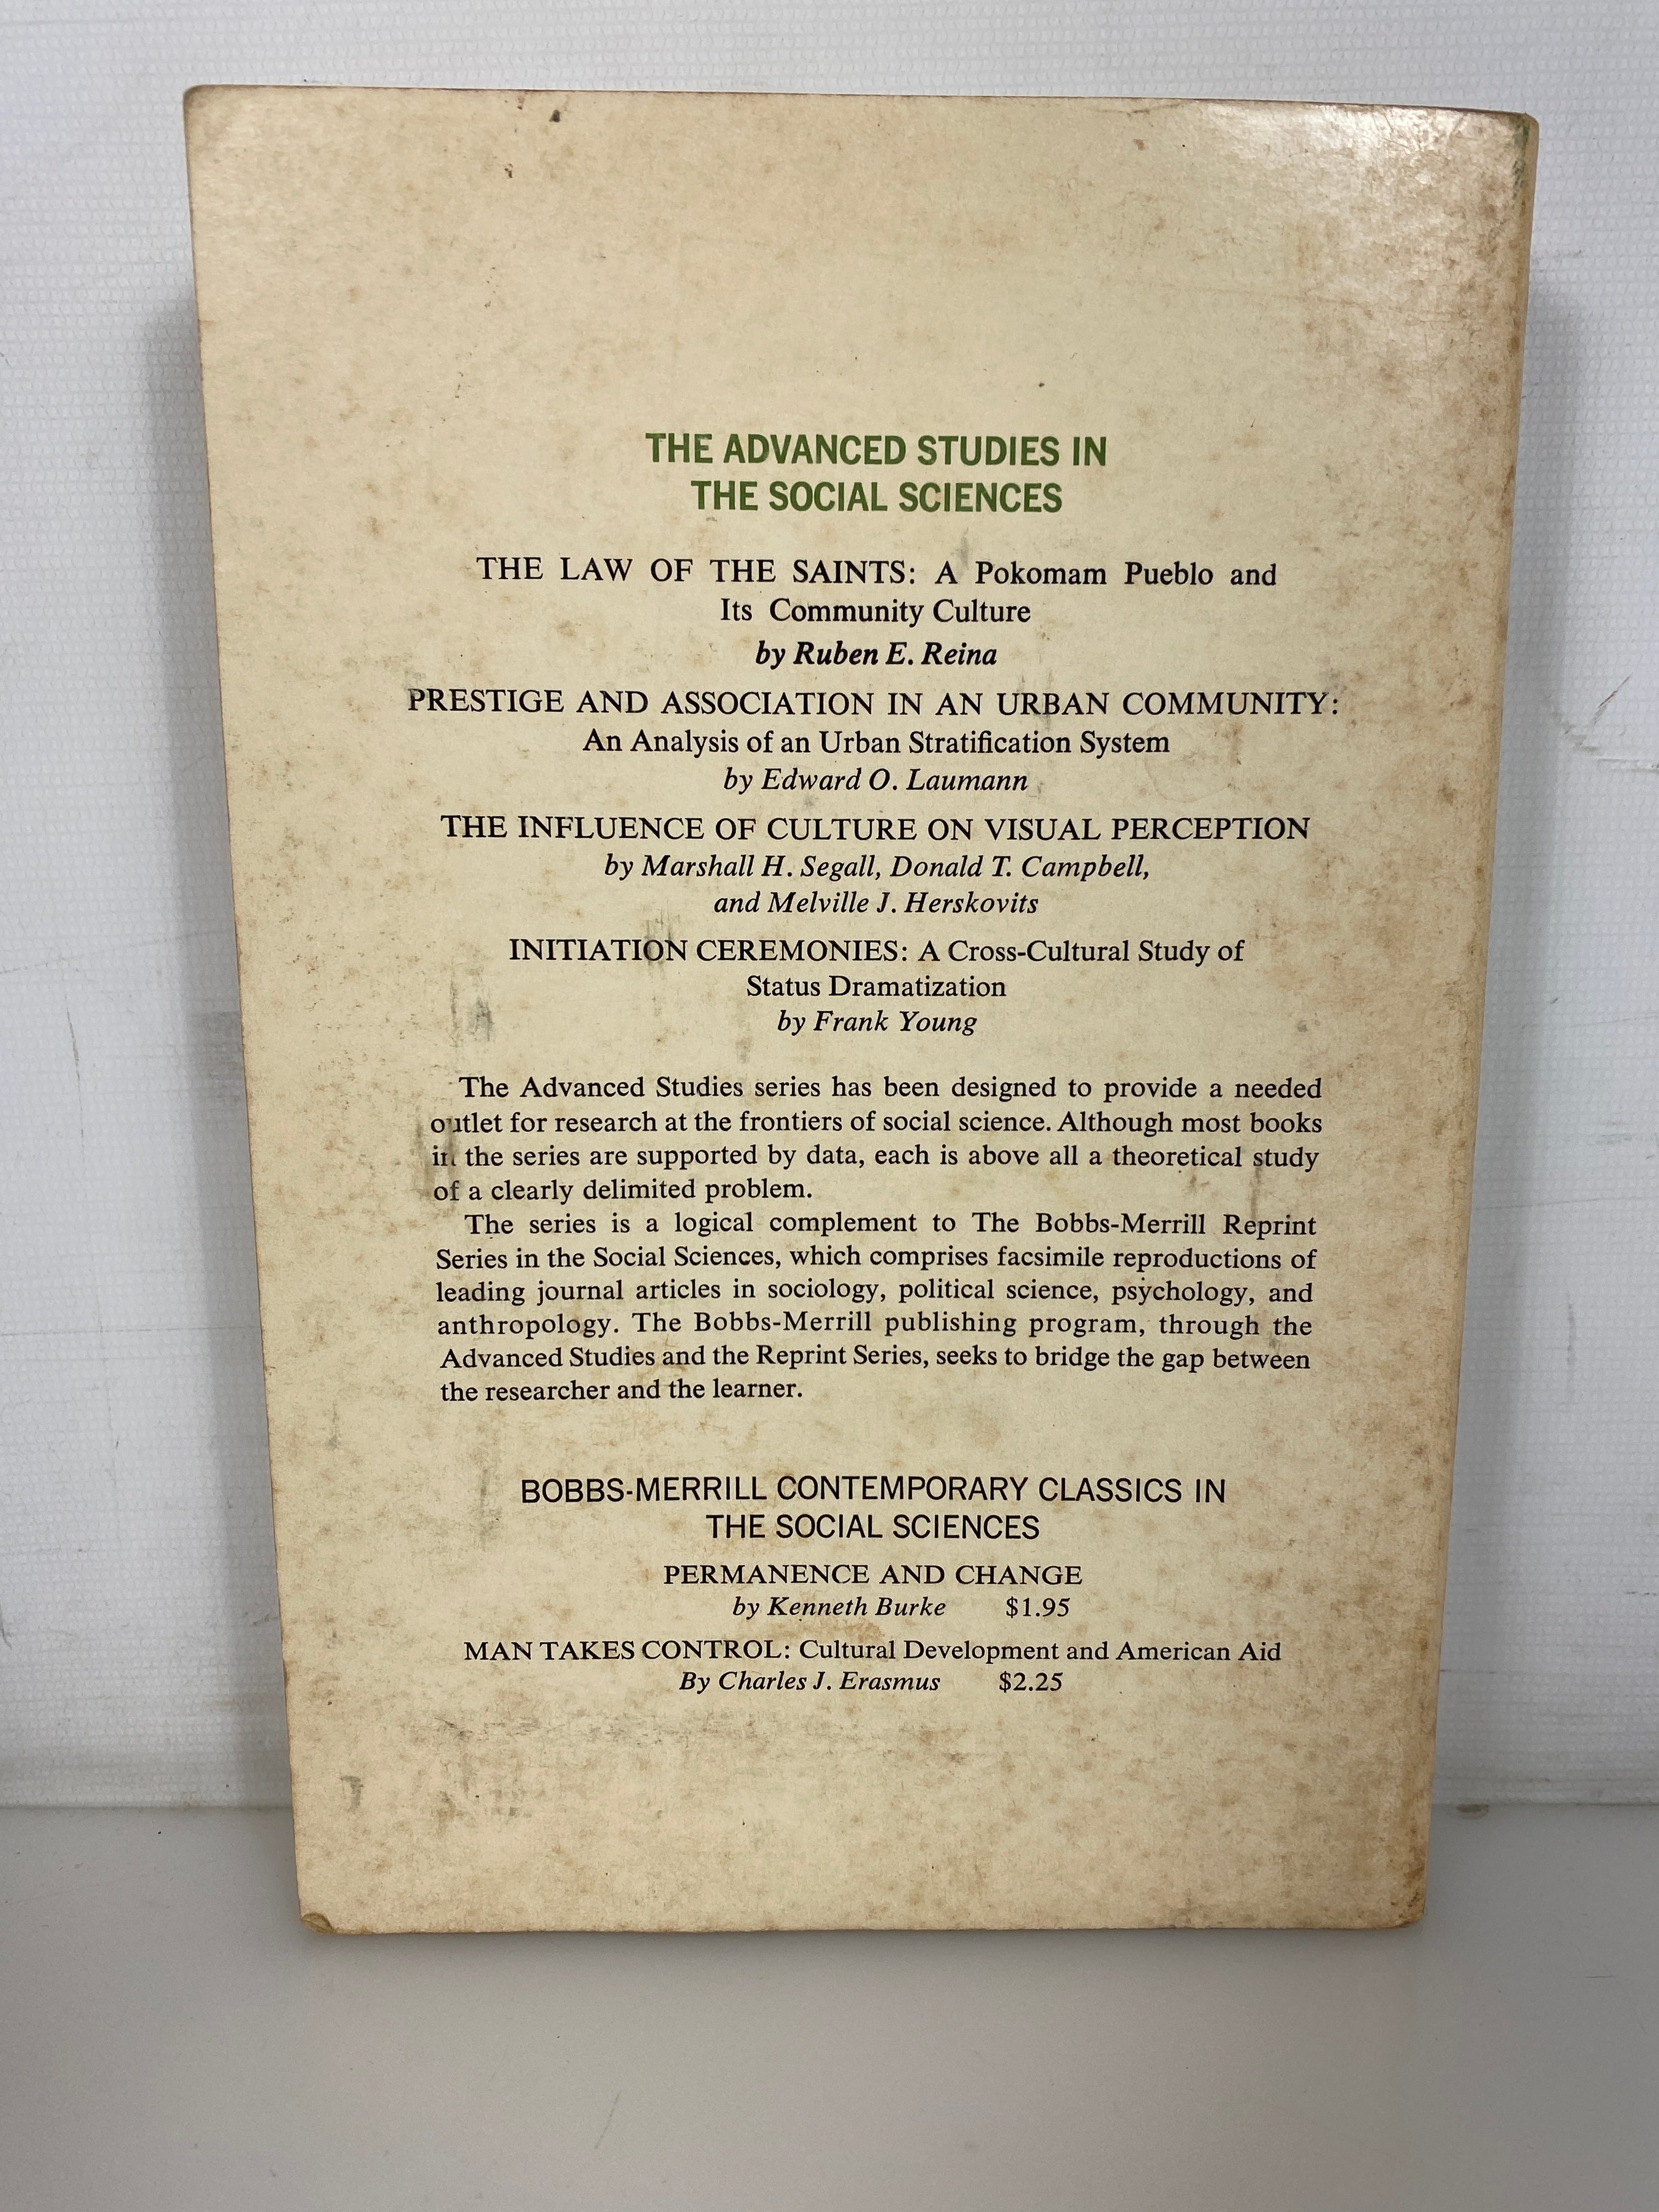 THE ADVANCED STUDIES IN
THE SOCIAL SCIENCES
THE LAW OF THE SAINTS: A Pokomam Pueblo and
Its Community Culture
by Ruben E. Reina
PRESTIGE AND ASSOCIATION IN AN URBAN COMMUNITY:
An Analysis of an Urban Stratification System
by Edward O. Laumann
THE INFLUENCE OF CULTURE ON VISUAL PERCEPTION
by Marshall H. Segall, Donald T. Campbell,
and Melville J. Herskovits
INITIATION CEREMONIES: A Cross-Cultural Study of
Status Dramatization
by Frank Young
The Advanced Studies series has been designed to provide a needed
outlet for research at the frontiers of social science. Although most books
in the series are supported by data, each is above all a theoretical study
of a clearly delimited problem.
The series is a logical complement to The Bobbs-Merrill Reprint
Series in the Social Sciences, which comprises facsimile reproductions of
leading journal articles in sociology, political science, psychology, and
anthropology. The Bobbs-Merrill publishing program, through the
Advanced Studies and the Reprint Series, seeks to bridge the gap between
the researcher and the learner.
BOBBS-MERRILL CONTEMPORARY CLASSICS IN
THE SOCIAL SCIENCES
PERMANENCE AND CHANGE
by Kenneth Burke $1.95
MAN TAKES CONTROL: Cultural Development and American Aid
By Charles J. Erasmus $2.25